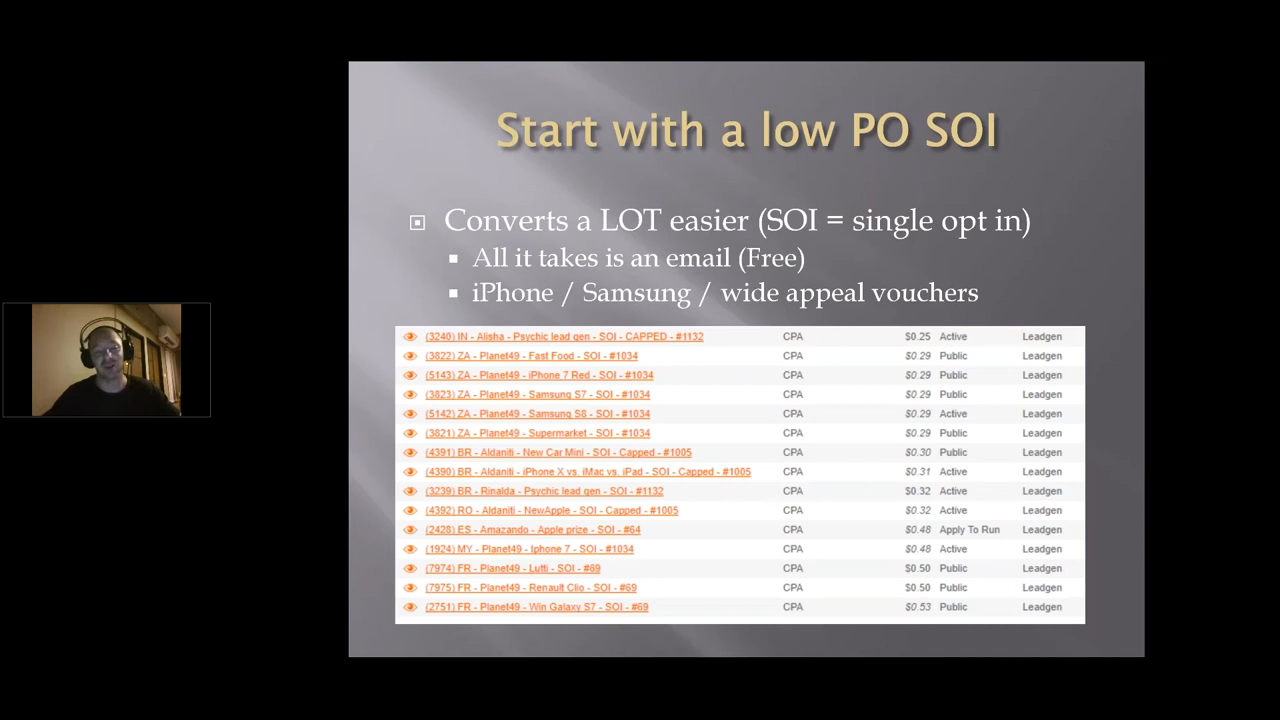 Start with a low PO SOI
Converts a LOT easier (SOI = single opt in)
All it takes is an email (Free)
iPhone / Samsung / wide appeal vouchers
(3240) IN - Alisha - Psychic lead gen - SOI - CAPPED - #1132 CPA $0.25 Active Leadgen
(3822) ZA - Planet49 - Fast Food - SOI - #1034 CPA $0.29 Public Leadgen
(5143) ZA - Planet49 - iPhone 7 Red - SOI - #1034 CPA $0.29 Public Leadgen
(3823) ZA - Planet49 - Samsung S7 - SOI - #1034 CPA $0.29 Public Leadgen
(5142) ZA - Planet49 - Samsung S8 - SOI - #1034 CPA $0.29 Active Leadgen
(3821) ZA - Planet49 - Supermarket - SOI - #1034 CPA $0.29 Public Leadgen
(4391) BR - Aldaniti - New Car Mini - SOI - Capped - #1005 CPA $0.30 Public Leadgen
(4390) BR - Aldaniti - iPhone X vs. iMac vs. iPad - SOI - Capped - #1005 CPA $0.31 Active Leadgen
(3239) BR - Rinalda - Psychic lead gen - SOI - #1132 CPA $0.32 Active Leadgen
(4392) RO - Aldaniti - NewApple - SOI - Capped - #1005 CPA $0.32 Active Leadgen
(2428) ES - Amazando - Apple prize - SOI - #64 CPA $0.48 Apply To Run Leadgen
(1924) MY - Planet49 - Iphone 7 - SOI - #1034 CPA $0.48 Active Leadgen
(7974) FR - Planet49 - Lutti - SOI - #69 CPA $0.50 Public Leadgen
(7975) FR - Planet49 - Renault Clio - SOI - #69 CPA $0.50 Public Leadgen
(2751) FR - Planet49 - Win Galaxy S7 - SOI - #69 CPA $0.53 Public Leadgen